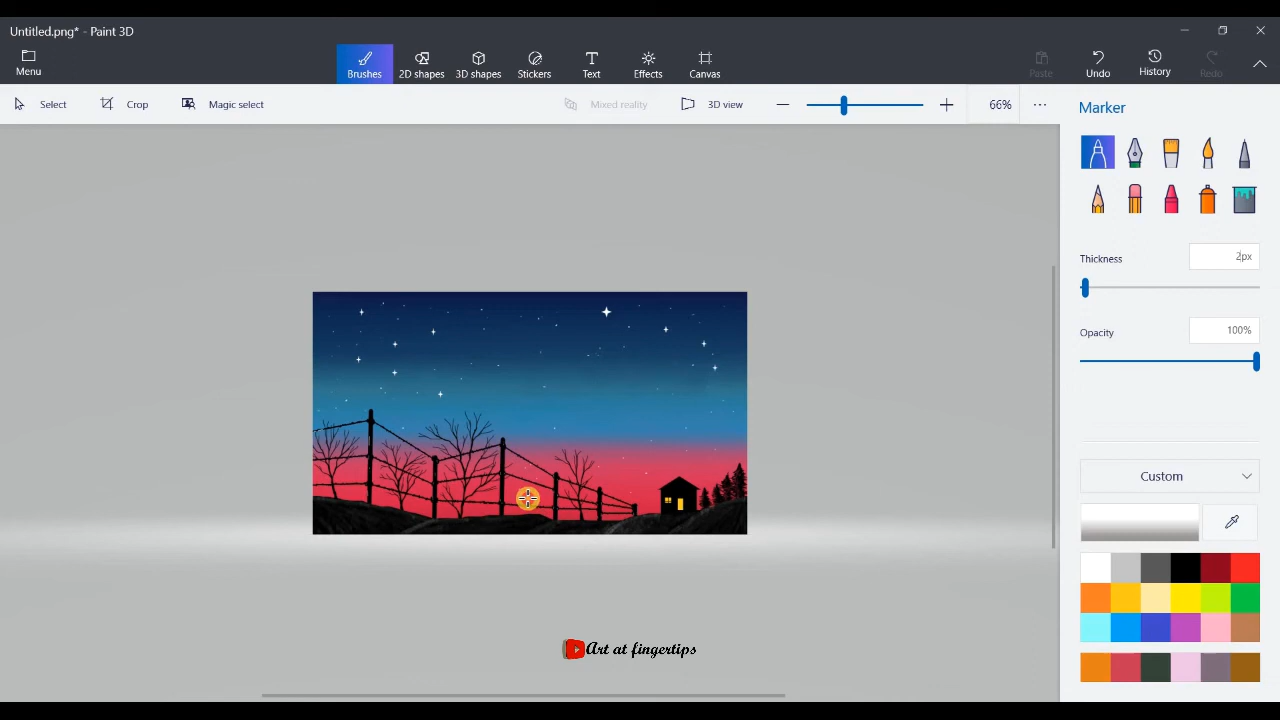 Untitled.png* - Paint 3D
Menu
Brushes
2D shapes
3D shapes
Stickers
Text
Effects
Canvas
Paste
Undo
History
Redo
Select
Crop
Magic select
Mixed reality
3D view
66%
Marker
Thickness
2px
Opacity
100%
Custom
Art at fingertips